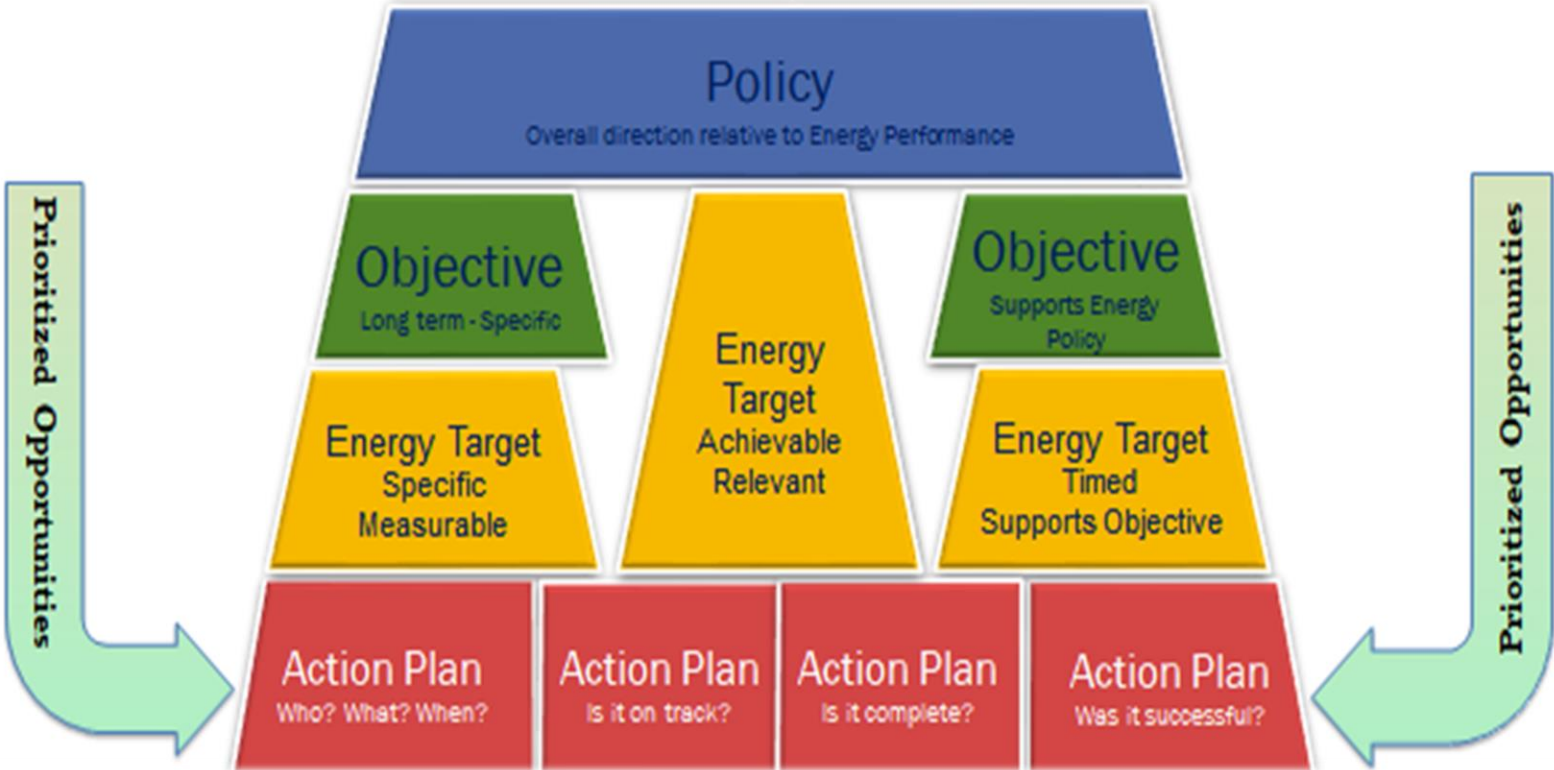 Policy
Overall direction relative to Energy Performance
Prioritized Opportunities
Objective
Long term - Specific
Objective
Supports Energy
Policy
Prioritized Opportunities
Energy Target
Specific
Measurable
Energy
Target
Achievable
Relevant
Energy Target
Timed
Supports Objective
Action Plan
Who? What? When?
Action Plan
Is it on track?
Action Plan
Is it complete?
Action Plan
Was it successful?